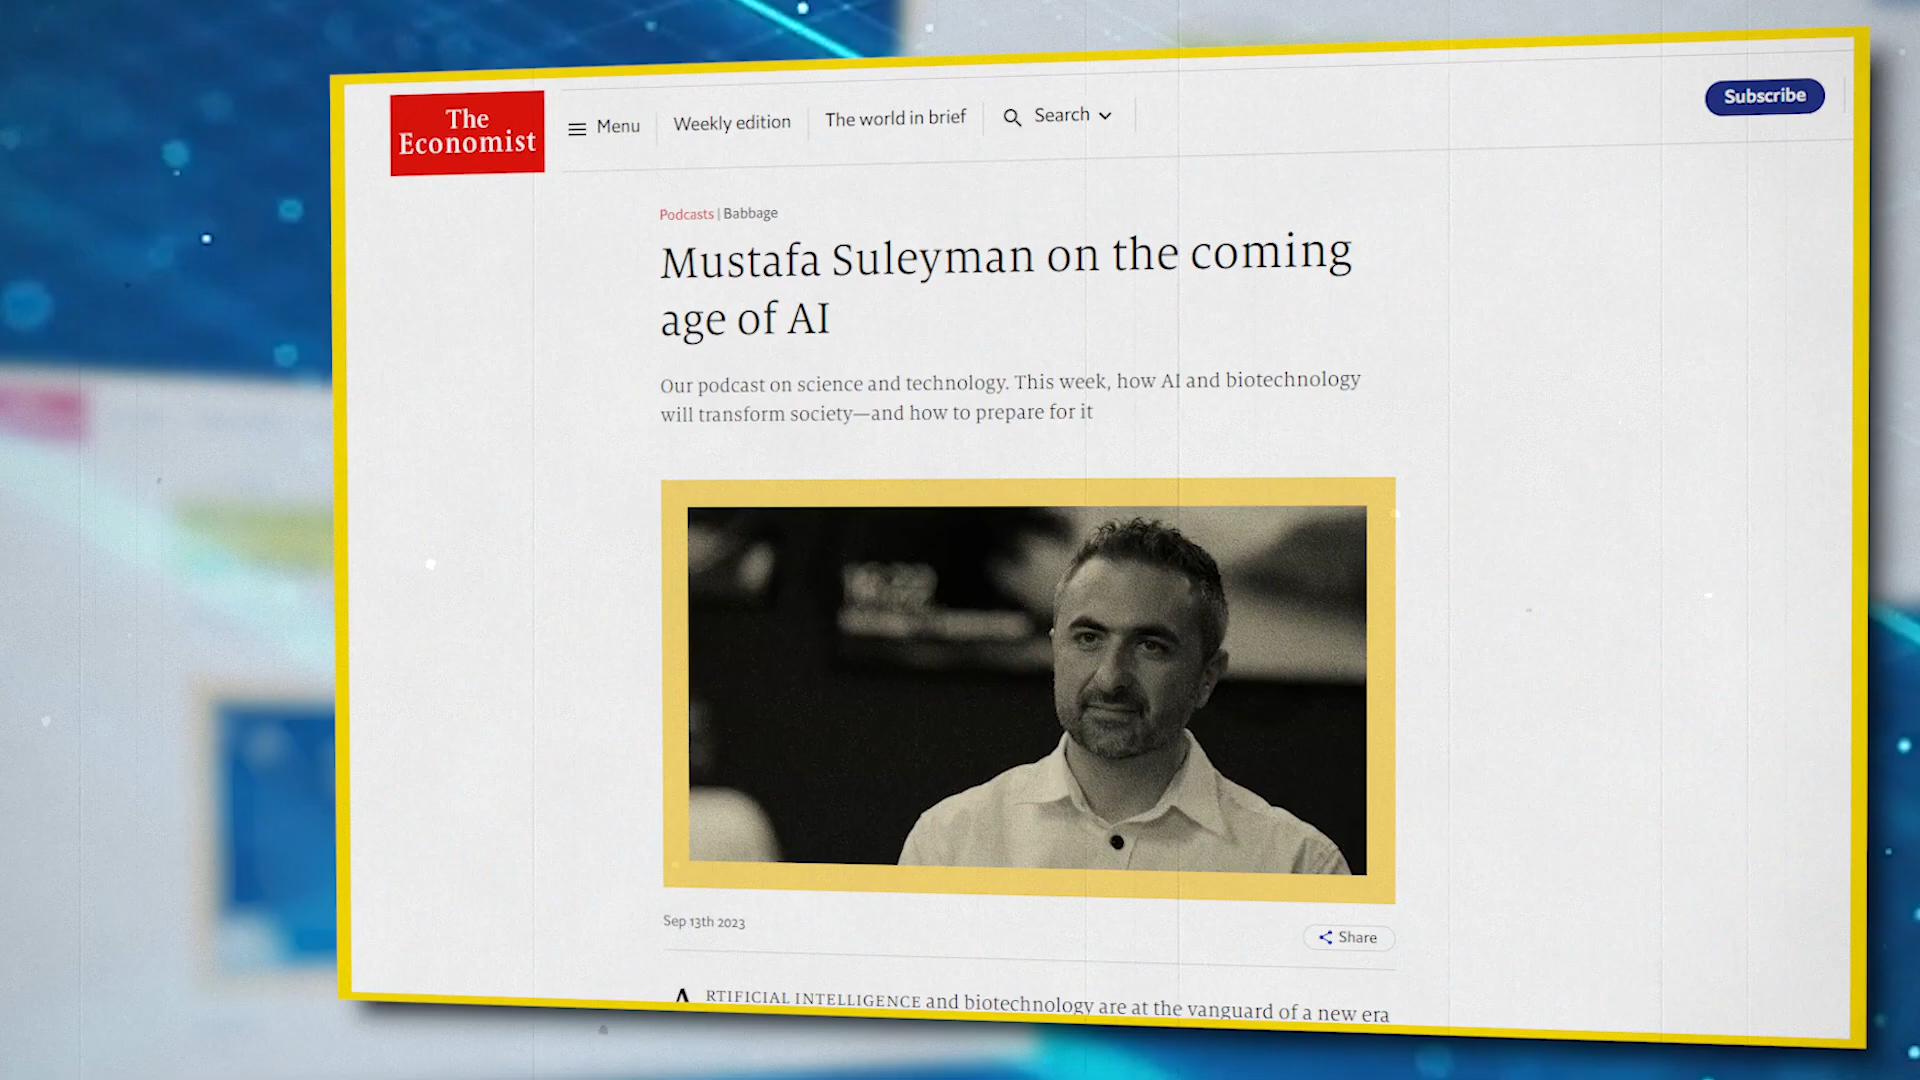 The
Economist
Menu
Weekly edition
The world in brief
Search
Subscribe
Podcasts | Babbage
Mustafa Suleyman on the coming
age of AI
Our podcast on science and technology. This week, how AI and biotechnology
will transform society—and how to prepare for it
Sep 13th 2023
Share
ARTIFICIAL INTELLIGENCE and biotechnology are at the vanguard of a new era